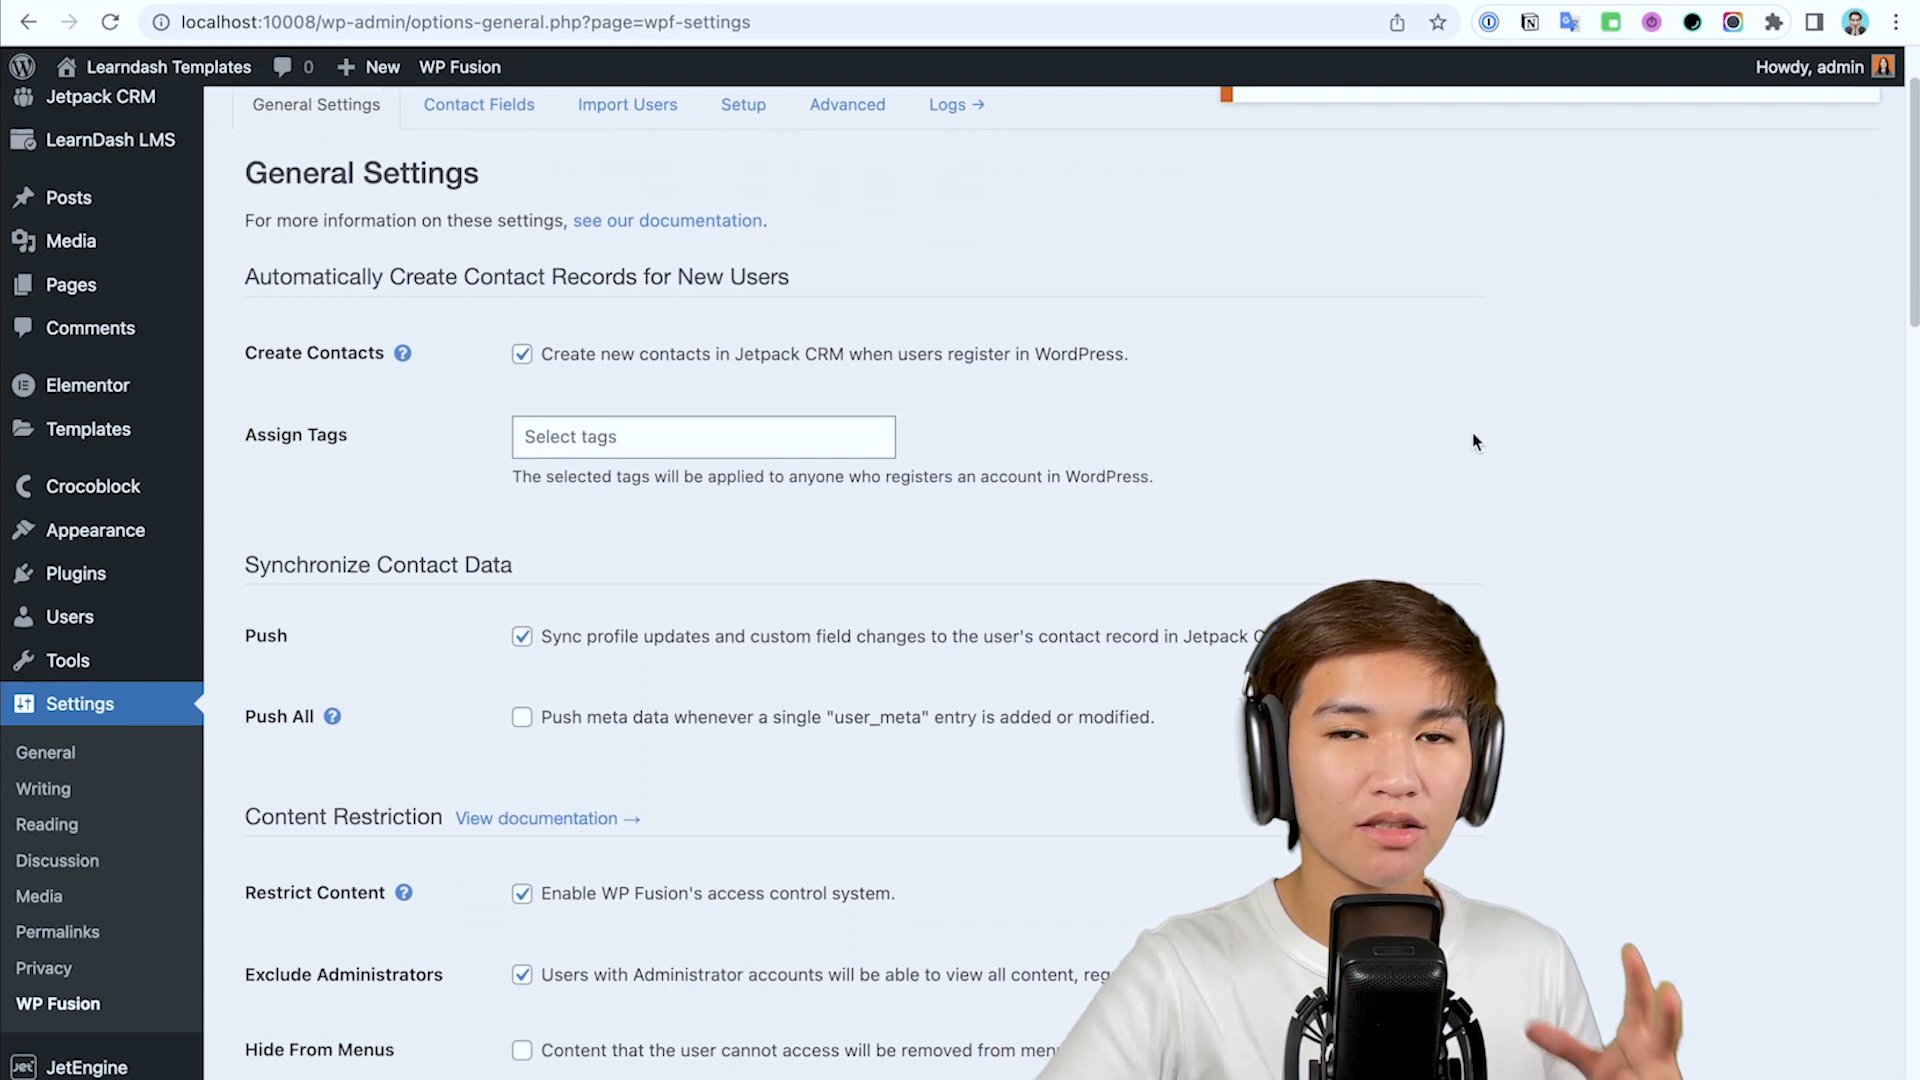 localhost:10008/wp-admin/options-general.php?page=wpf-settings
Learndash Templates 0 New WP Fusion Howdy, admin
Jetpack CRM
LearnDash LMS
Posts
Media
Pages
Comments
Elementor
Templates
Crocoblock
Appearance
Plugins
Users
Tools
Settings
General
Writing
Reading
Discussion
Media
Permalinks
Privacy
WP Fusion
JetEngine
General Settings Contact Fields Import Users Setup Advanced Logs →
General Settings
For more information on these settings, see our documentation.
Automatically Create Contact Records for New Users
Create Contacts ? Create new contacts in Jetpack CRM when users register in WordPress.
Assign Tags Select tags
The selected tags will be applied to anyone who registers an account in WordPress.
Synchronize Contact Data
Push Sync profile updates and custom field changes to the user's contact record in Jetpack
Push All ? Push meta data whenever a single "user_meta" entry is added or modified.
Content Restriction View documentation →
Restrict Content ? Enable WP Fusion's access control system.
Exclude Administrators Users with Administrator accounts will be able to view all content,
Hide From Menus Content that the user cannot access will be removed from